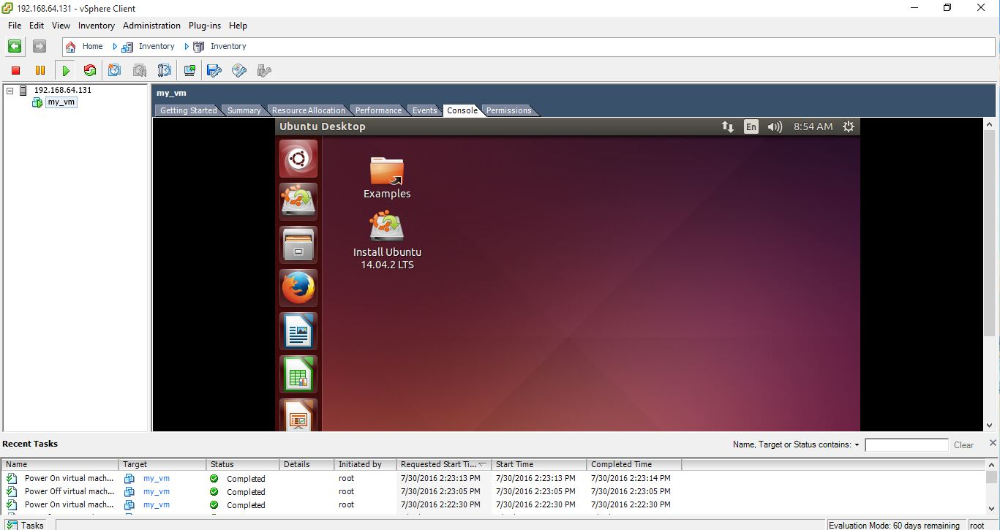 192.168.64.131 - vSphere Client
File Edit View Inventory Administration Plug-ins Help
Home Inventory Inventory
192.168.64.131
my_vm
my_vm
Getting Started Summary Resource Allocation Performance Events Console Permissions
Ubuntu Desktop En 8:54 AM
Examples
Install Ubuntu
14.04.2 LTS
Recent Tasks Name, Target or Status contains: Clear
Name Target Status Details Initiated by Requested Start Ti... Start Time Completed Time
Power On virtual mach... my_vm Completed root 7/30/2016 2:23:13 PM 7/30/2016 2:23:13 PM 7/30/2016 2:23:14 PM
Power Off virtual mach... my_vm Completed root 7/30/2016 2:23:05 PM 7/30/2016 2:23:05 PM 7/30/2016 2:23:05 PM
Power On virtual mach... my_vm Completed root 7/30/2016 2:22:30 PM 7/30/2016 2:22:30 PM 7/30/2016 2:22:30 PM
Tasks Evaluation Mode: 60 days remaining root